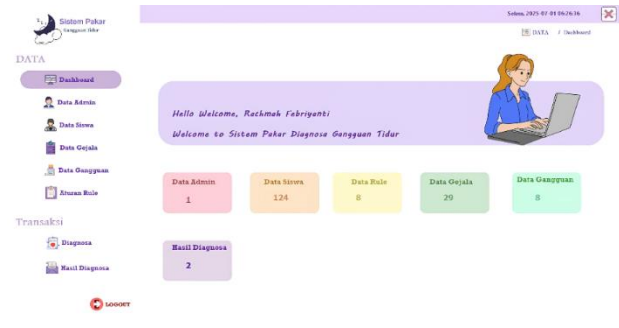 Sistem Pakar
Gangguan Tidur
Selasa, 2025-07-01 06:26:36
DATA / Dashboard
DATA
Dashboard
Data Admin
Data Siswa
Data Gejala
Data Gangguan
Aturan Rule
Transaksi
Diagnosa
Hasil Diagnosa
LOGOUT
Hallo Welcome, Rachmah Febriyanti
Welcome to Sistem Pakar Diagnosa Gangguan Tidur
Data Admin
1
Data Siswa
124
Data Rule
8
Data Gejala
29
Data Gangguan
8
Hasil Diagnosa
2